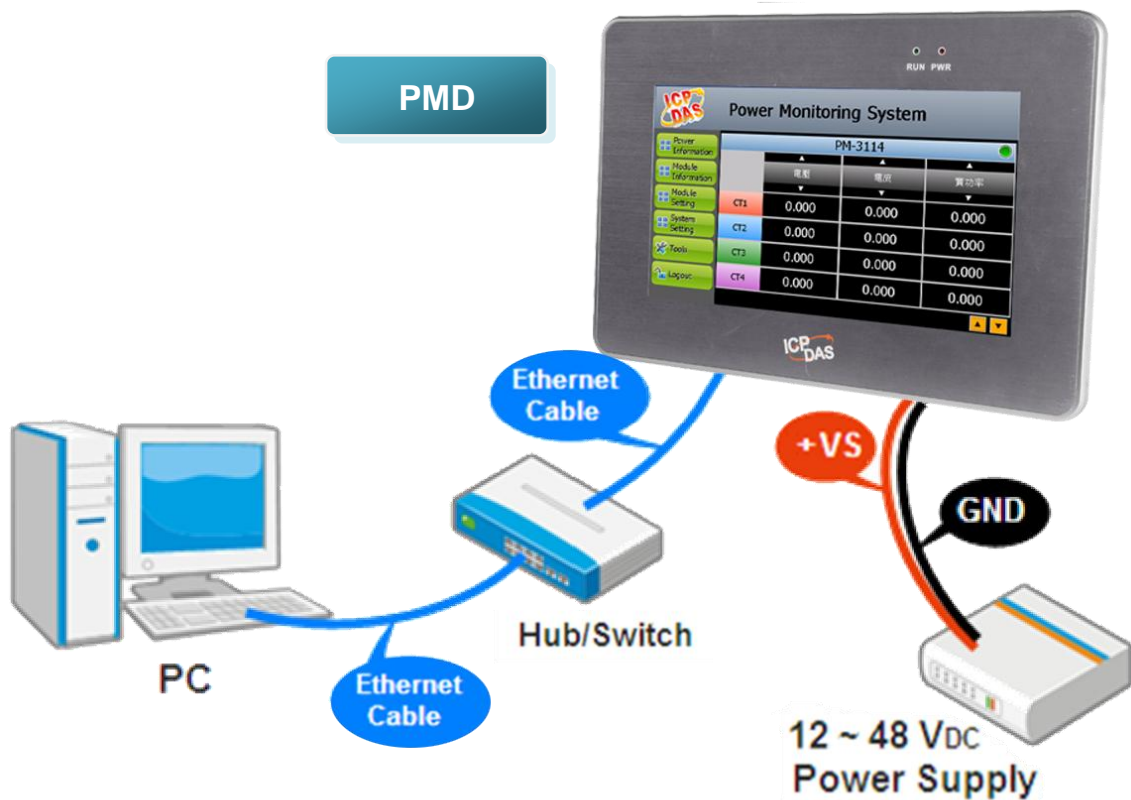 PMD
RUN PWR
ICP DAS
Power Monitoring System
Power Information
Module Information
Module Setting
System Setting
Tools
Logout
PM-3114
電壓 電流 實功率
CT1 0.000 0.000 0.000
CT2 0.000 0.000 0.000
CT3 0.000 0.000 0.000
CT4 0.000 0.000 0.000
ICP DAS
Ethernet
Cable
+VS
GND
Hub/Switch
PC
Ethernet
Cable
12 ~ 48 VDC
Power Supply